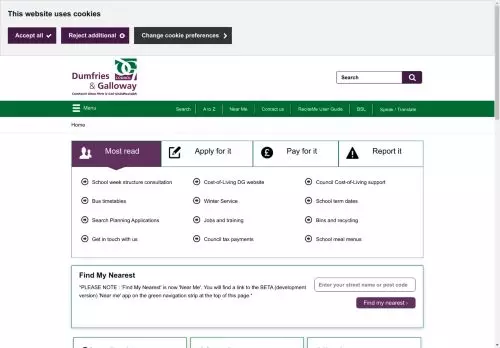 This website uses cookies
Accept all
Reject additional
Change cookie preferences
Dumfries
COUNCIL
& Galloway
Search
Menu
Search
A to Z
Near Me
Contact us
ReciteMe User Guide
BSL
Speak / Translate
Home
Most read
Apply for it
Pay for it
Report it
School week structure consultation
Cost-of-Living DG website
Council Cost-of-Living support
Bus timetables
Winter Service
School term dates
Search Planning Applications
Jobs and training
Bins and recycling
Get in touch with us
Council tax payments
School meal menus
Find My Nearest
*PLEASE NOTE : 'Find My Nearest' is now 'Near Me'. You will find a link to the BETA (development
version) 'Near me' app on the green navigation strip at the top of this page.*
Enter your street name or post code
Find my nearest ›